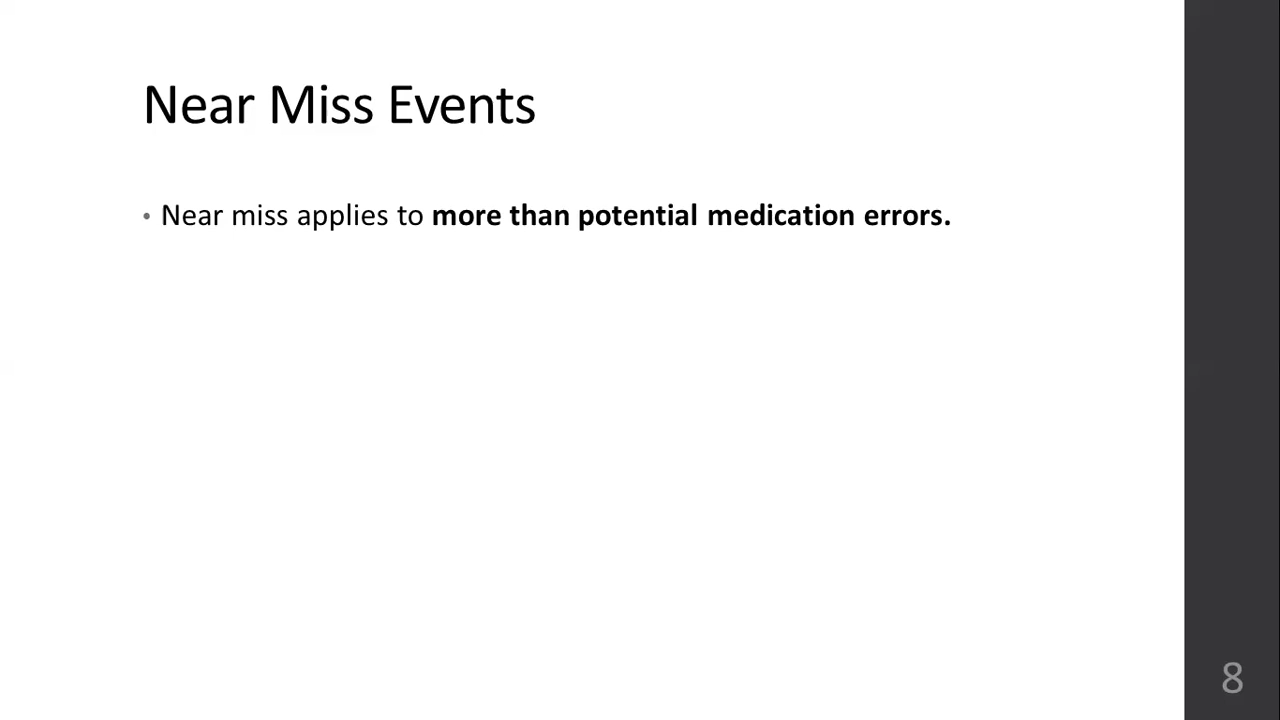 Near Miss Events
• Near miss applies to more than potential medication errors.
8